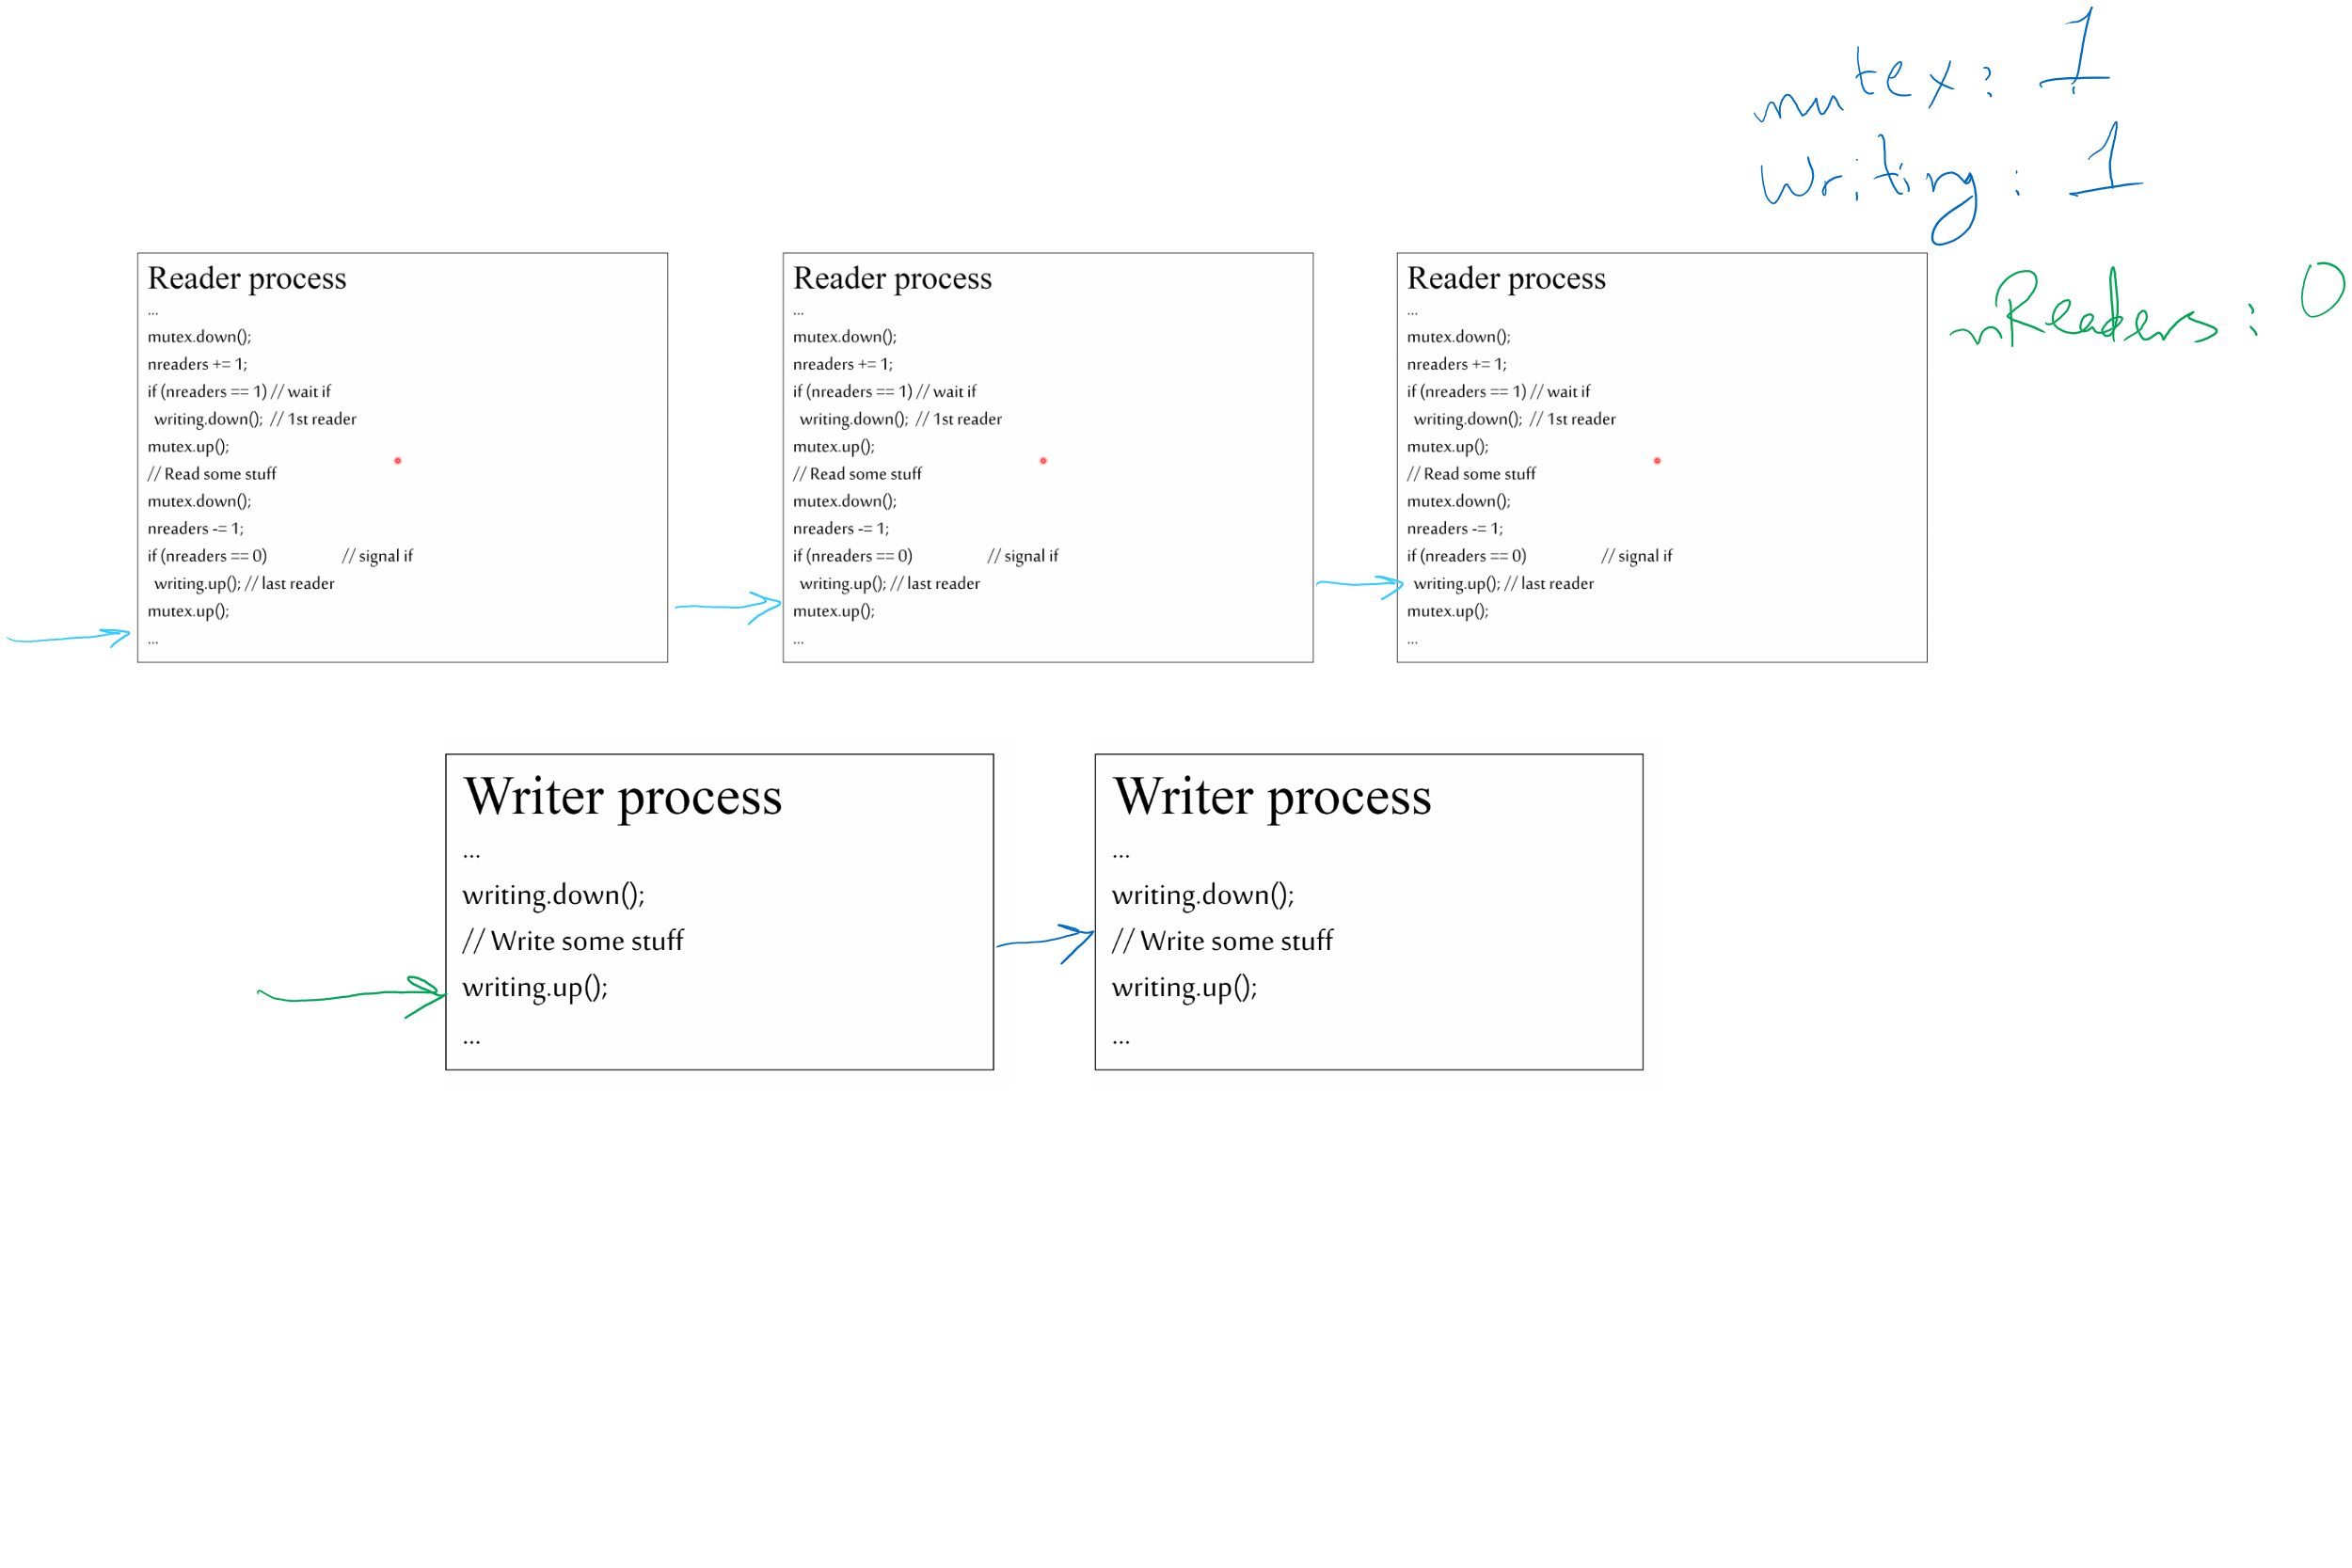 mutex: 1
Writing: 1
nReaders: 0
Reader process
...
mutex.down();
nreaders += 1;
if (nreaders == 1) // wait if
writing.down(); // 1st reader
mutex.up();
// Read some stuff
mutex.down();
nreaders -= 1;
if (nreaders == 0) // signal if
writing.up(); // last reader
mutex.up();
...
Reader process
...
mutex.down();
nreaders += 1;
if (nreaders == 1) // wait if
writing.down(); // 1st reader
mutex.up();
// Read some stuff
mutex.down();
nreaders -= 1;
if (nreaders == 0) // signal if
writing.up(); // last reader
mutex.up();
...
Reader process
...
mutex.down();
nreaders += 1;
if (nreaders == 1) // wait if
writing.down(); // 1st reader
mutex.up();
// Read some stuff
mutex.down();
nreaders -= 1;
if (nreaders == 0) // signal if
writing.up(); // last reader
mutex.up();
...
Writer process
...
writing.down();
// Write some stuff
writing.up();
...
Writer process
...
writing.down();
// Write some stuff
writing.up();
...